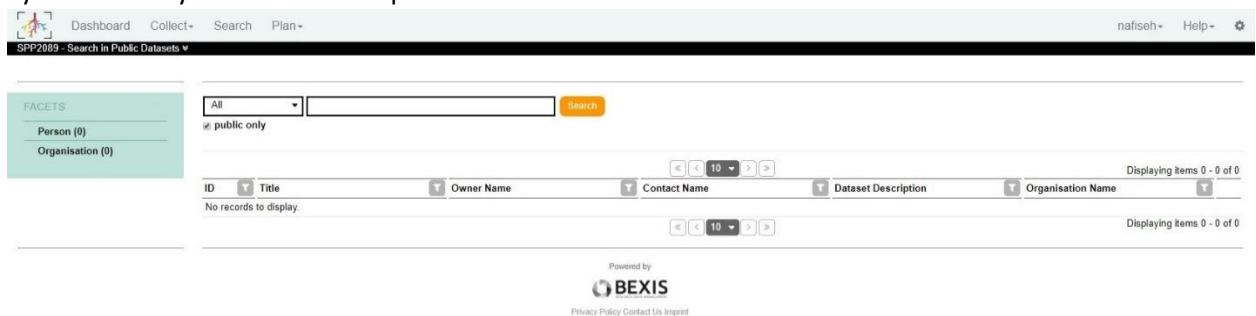 Dashboard Collect Search Plan nafiseh Help
SPP2089 - Search in Public Datasets
FACETS
Person (0)
Organisation (0)
All Search
public only
10
Displaying items 0 - 0 of 0
ID Title Owner Name Contact Name Dataset Description Organisation Name
No records to display.
10
Displaying items 0 - 0 of 0
Powered by
BEXIS
Privacy Policy Contact Us Imprint